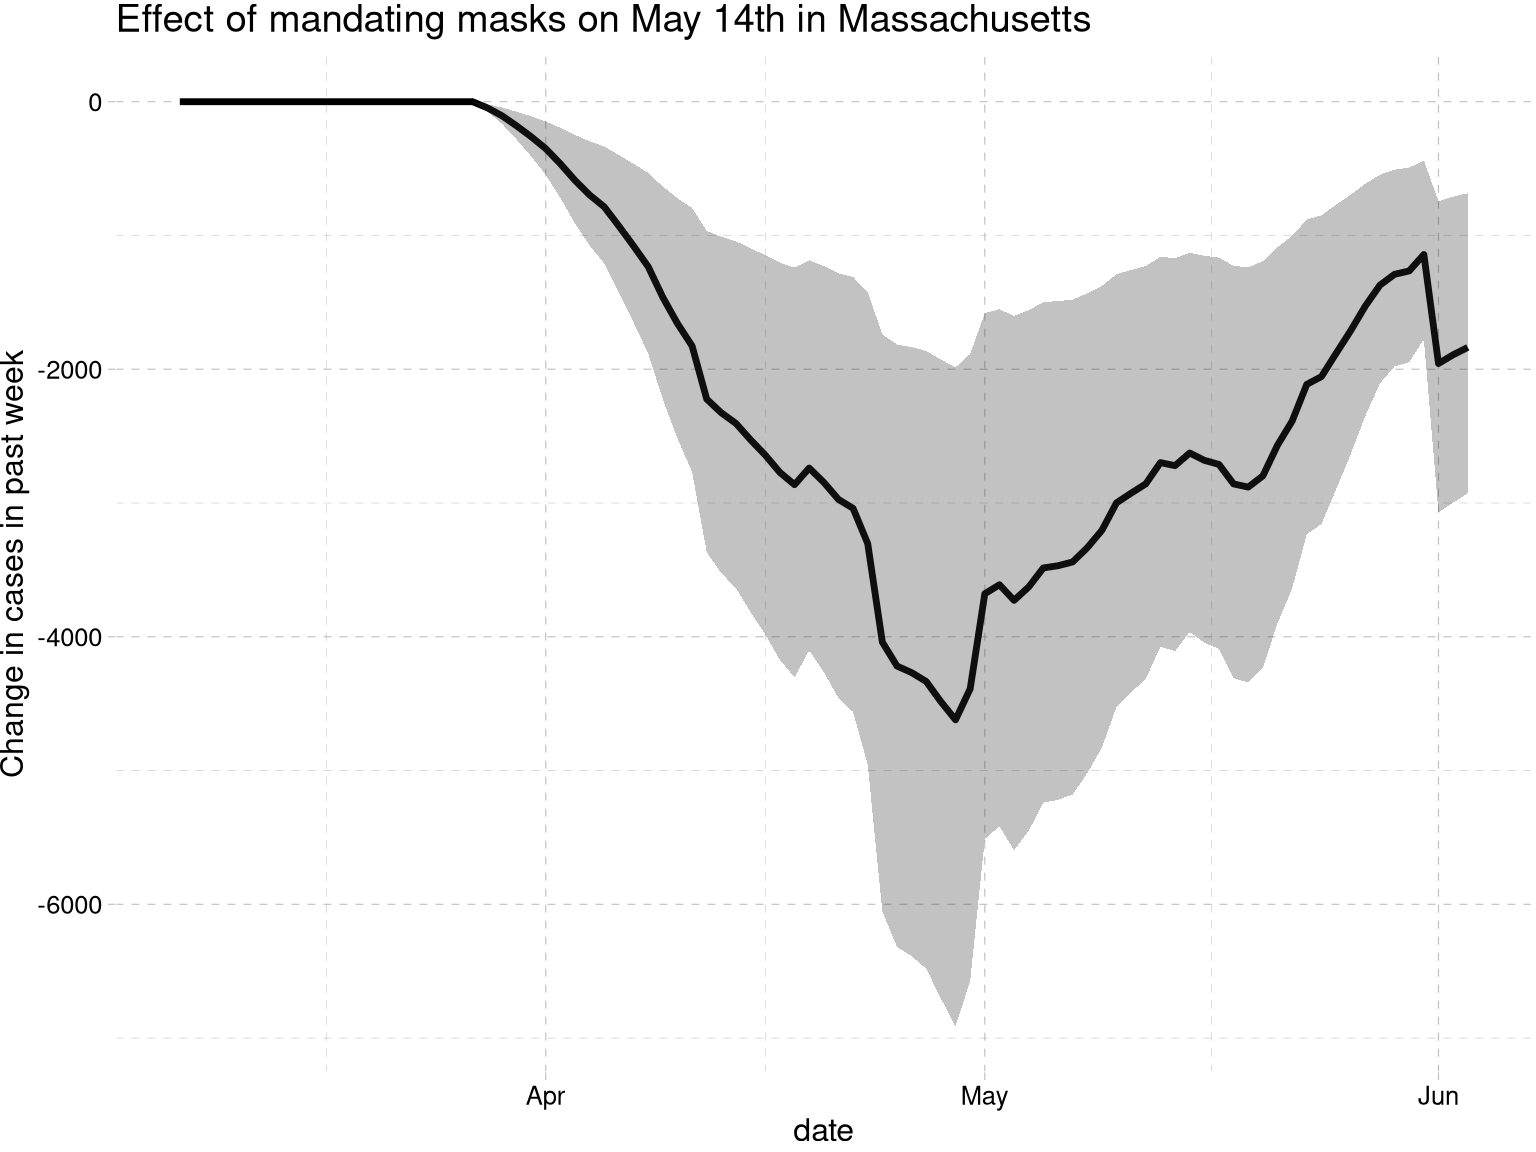 Effect of mandating masks on May 14th in Massachusetts
Change in cases in past week
0
-2000
-4000
-6000
Apr
May
Jun
date